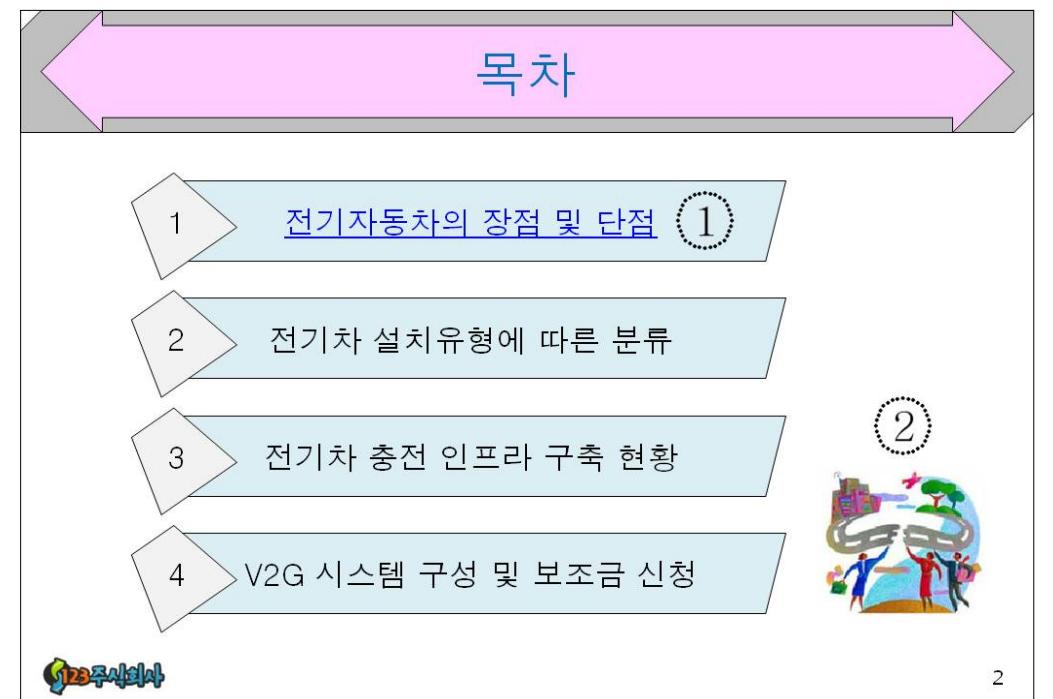 목차
1 전기자동차의 장점 및 단점 ①
2 전기차 설치유형에 따른 분류
②
3 전기차 충전 인프라 구축 현황
4 V2G 시스템 구성 및 보조금 신청
123주식회사
2